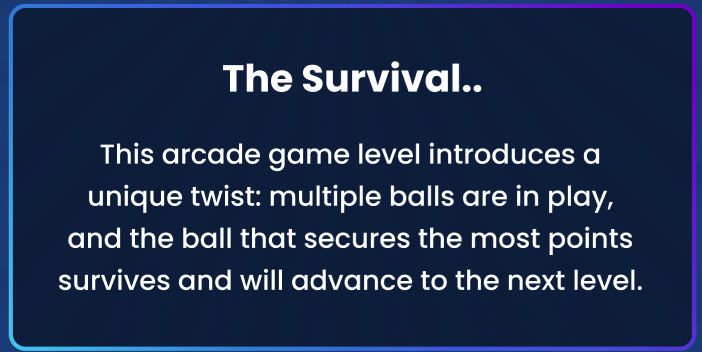 The Survival..
This arcade game level introduces a
unique twist: multiple balls are in play,
and the ball that secures the most points
survives and will advance to the next level.